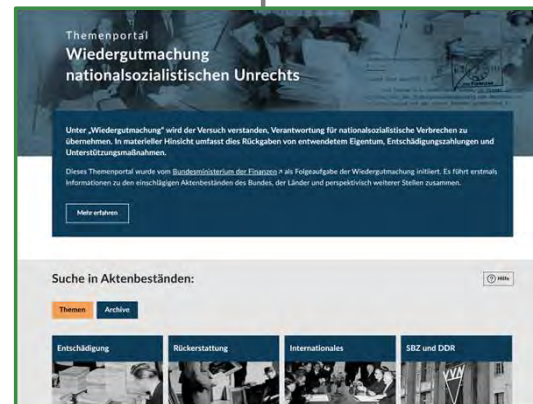 Themenportal
Wiedergutmachung
nationalsozialistischen Unrechts
Unter „Wiedergutmachung“ wird der Versuch verstanden, Verantwortung für nationalsozialistische Verbrechen zu
übernehmen. In materieller Hinsicht umfasst dies Rückgaben von entwendetem Eigentum, Entschädigungszahlungen und
Unterstützungsmaßnahmen.
Dieses Themenportal wurde vom Bundesministerium der Finanzen als Folgeaufgabe der Wiedergutmachung initiiert. Es führt erstmals
Informationen zu den einschlägigen Aktenbeständen des Bundes, der Länder und perspektivisch weiterer Stellen zusammen.
Mehr erfahren
Suche in Aktenbeständen:
Hilfe
Themen Archive
Entschädigung Rückerstattung Internationales SBZ und DDR
VVN